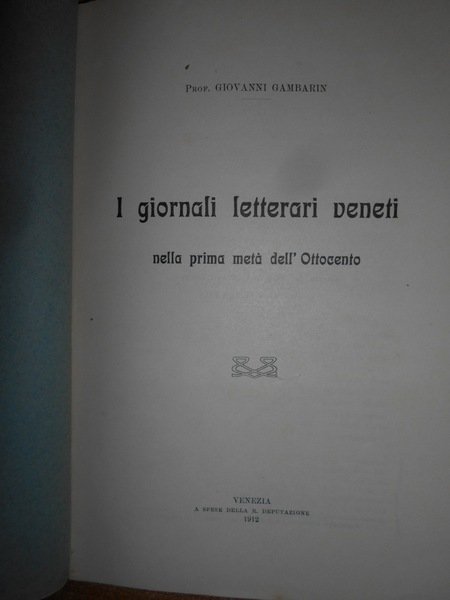 Prof. GIOVANNI GAMBARIN
I giornali letterari veneti
nella prima metà dell' Ottocento
VENEZIA
A SPESE DELLA R. DEPUTAZIONE
1912